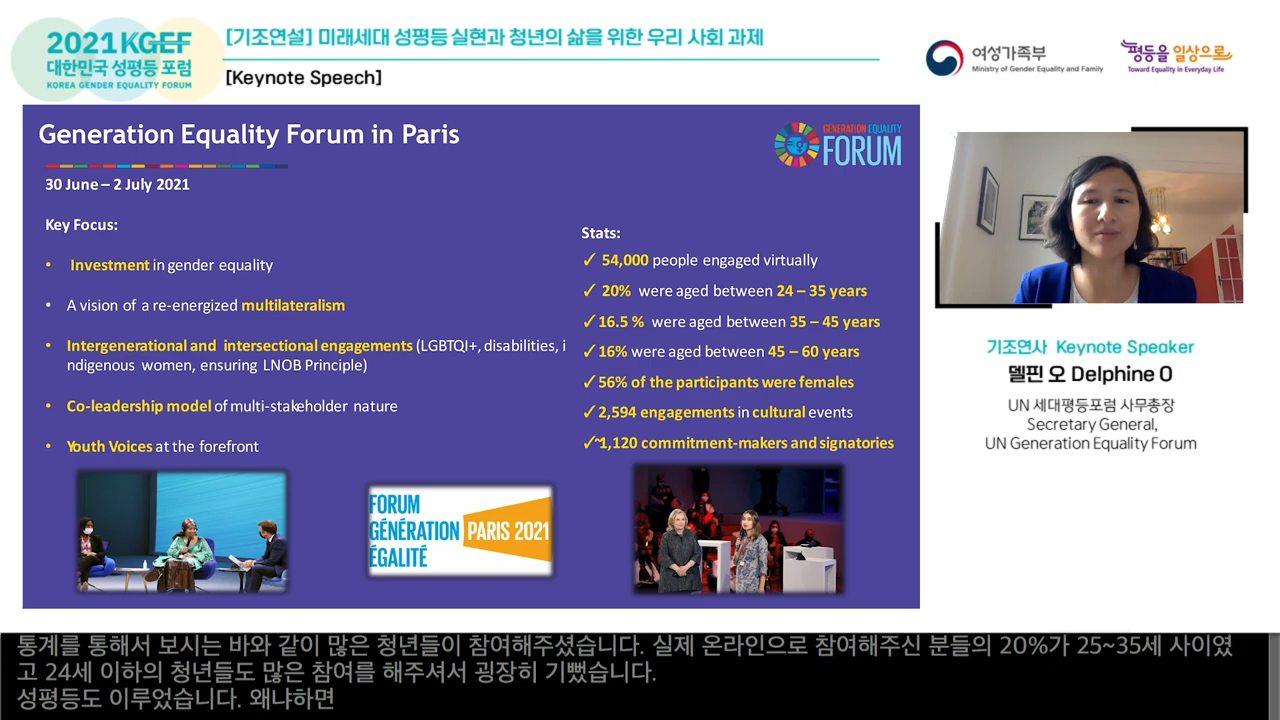 2021 KGEF
대한민국 성평등 포럼
KOREA GENDER EQUALITY FORUM
[기조연설] 미래세대 성평등 실현과 청년의 삶을 위한 우리 사회 과제
[Keynote Speech]
여성가족부
Ministry of Gender Equality and Family
평등을 일상으로
Toward Equality in Everyday Life
Generation Equality Forum in Paris
GENERATION EQUALITY
FORUM
30 June – 2 July 2021
Key Focus:
• Investment in gender equality
• A vision of a re-energized multilateralism
• Intergenerational and intersectional engagements (LGBTQI+, disabilities, i
ndigenous women, ensuring LNOB Principle)
• Co-leadership model of multi-stakeholder nature
• Youth Voices at the forefront
Stats:
✓ 54,000 people engaged virtually
✓ 20% were aged between 24 – 35 years
✓ 16.5 % were aged between 35 – 45 years
✓ 16% were aged between 45 – 60 years
✓ 56% of the participants were females
✓ 2,594 engagements in cultural events
✓ ~1,120 commitment-makers and signatories
FORUM
GÉNÉRATION
ÉGALITÉ
PARIS 2021
기조연사 Keynote Speaker
델핀 오 Delphine O
UN 세대평등포럼 사무총장
Secretary General,
UN Generation Equality Forum
통계를 통해서 보시는 바와 같이 많은 청년들이 참여해주셨습니다. 실제 온라인으로 참여해주신 분들의 20%가 25~35세 사이였
고 24세 이하의 청년들도 많은 참여를 해주셔서 굉장히 기뻤습니다.
성평등도 이루었습니다. 왜냐하면